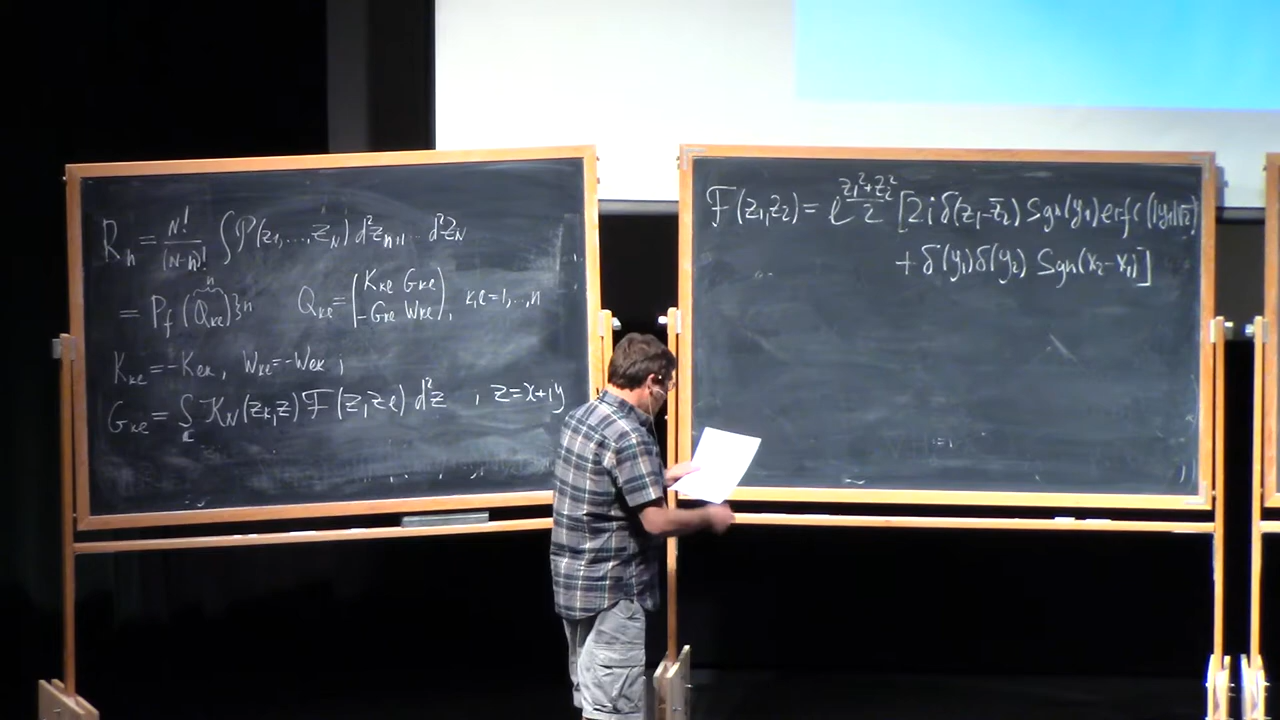 R_n = N!/(N-n)! ∫ P(z_1, ..., z_N) d²z_{n+1} ... d²z_N
= Pf (Q_{kl}) }n n Q_{kl} = ( K_{kl} G_{kl} ; -G_{kl} W_{kl} ), k,l = 1, .., n
K_{kl} = -K_{lk}, W_{kl} = -W_{lk} ;
G_{kl} = ∫_C K_N(z_k, z) F(z, z_l) d²z , z = x + iy
F(z_1, z_2) = e^{(z_1² + z_2²)/2} [2i δ(z_1 - z̄_2) Sgn(y_1) erfc(|y_1|√2)
+ δ(y_1) δ(y_2) Sgn(x_2 - x_1)]